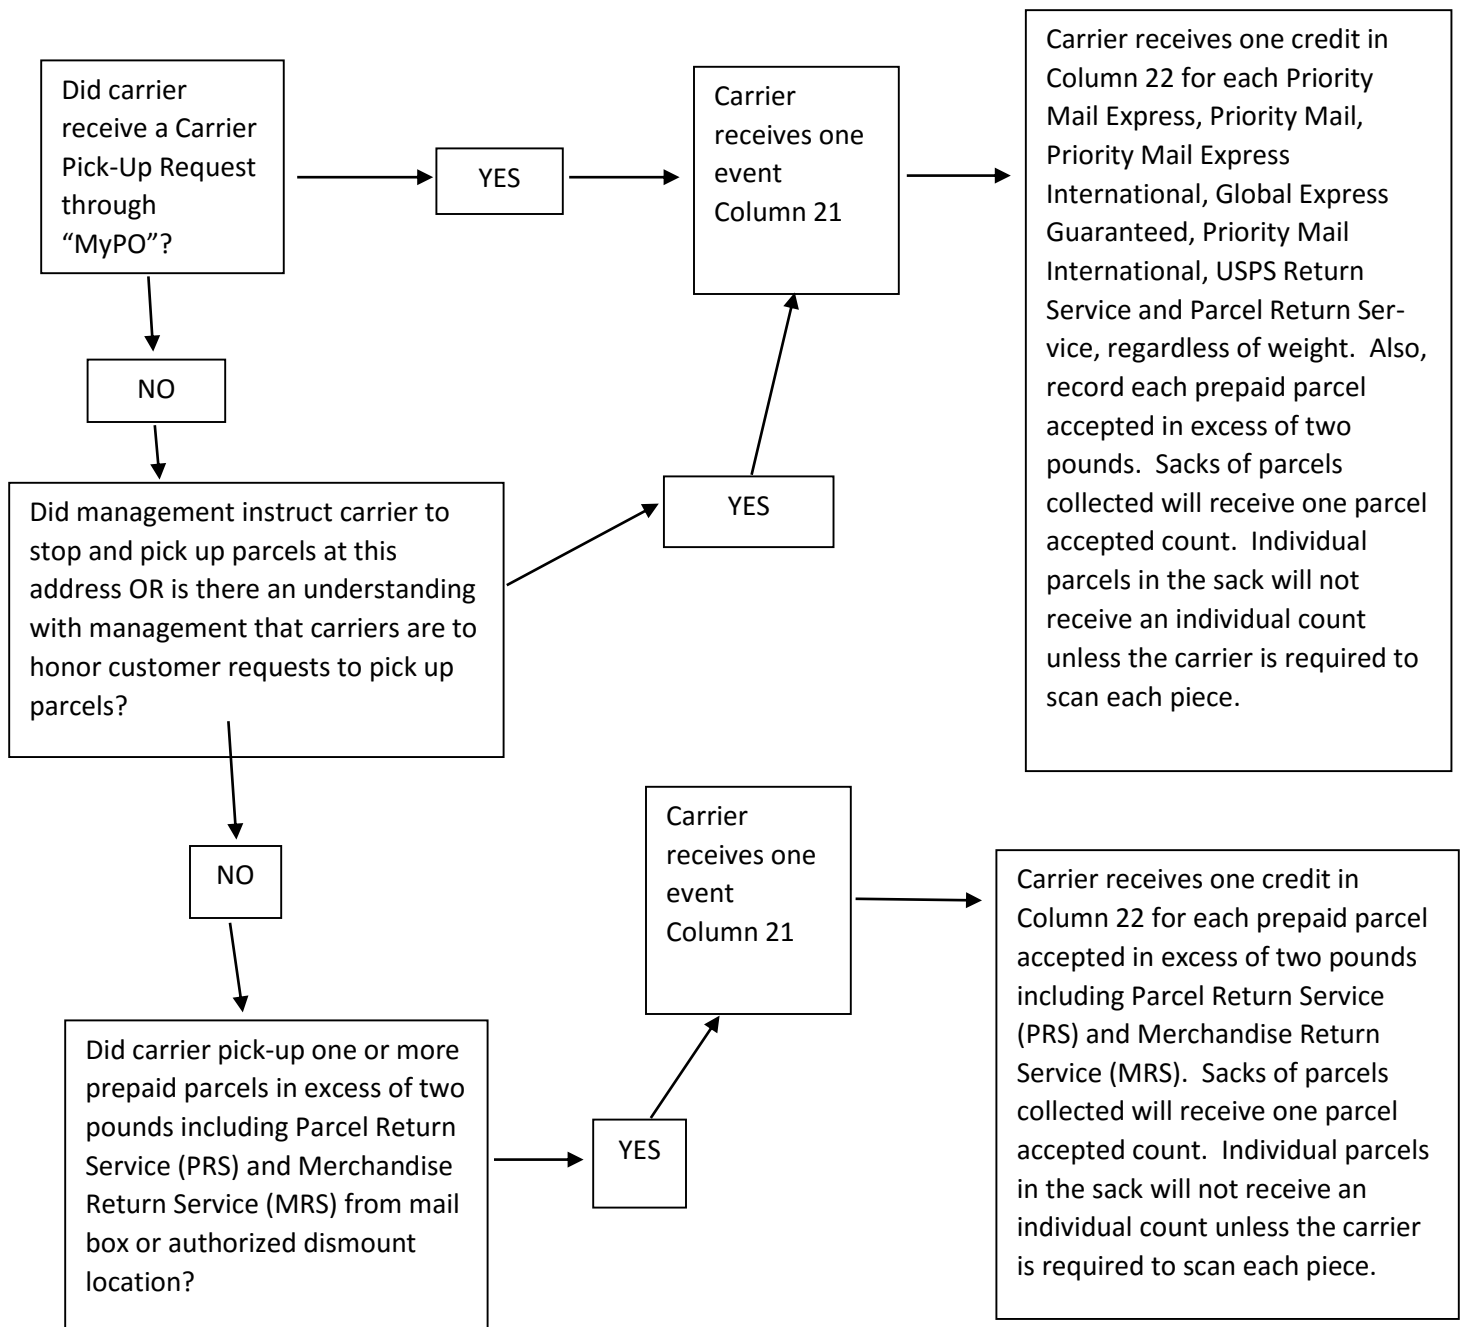 Did carrier
receive a Carrier
Pick-Up Request
through
“MyPO”?
YES
Carrier
receives one
event
Column 21
Carrier receives one credit in
Column 22 for each Priority
Mail Express, Priority Mail,
Priority Mail Express
International, Global Express
Guaranteed, Priority Mail
International, USPS Return
Service and Parcel Return Ser-
vice, regardless of weight.  Also,
record each prepaid parcel
accepted in excess of two
pounds.  Sacks of parcels
collected will receive one parcel
accepted count.  Individual
parcels in the sack will not
receive an individual count
unless the carrier is required to
scan each piece.
NO
Did management instruct carrier to
stop and pick up parcels at this
address OR is there an understanding
with management that carriers are to
honor customer requests to pick up
parcels?
YES
NO
Did carrier pick-up one or more
prepaid parcels in excess of two
pounds including Parcel Return
Service (PRS) and Merchandise
Return Service (MRS) from mail
box or authorized dismount
location?
YES
Carrier
receives one
event
Column 21
Carrier receives one credit in
Column 22 for each prepaid parcel
accepted in excess of two pounds
including Parcel Return Service
(PRS) and Merchandise Return
Service (MRS).  Sacks of parcels
collected will receive one parcel
accepted count.  Individual parcels
in the sack will not receive an
individual count unless the carrier
is required to scan each piece.